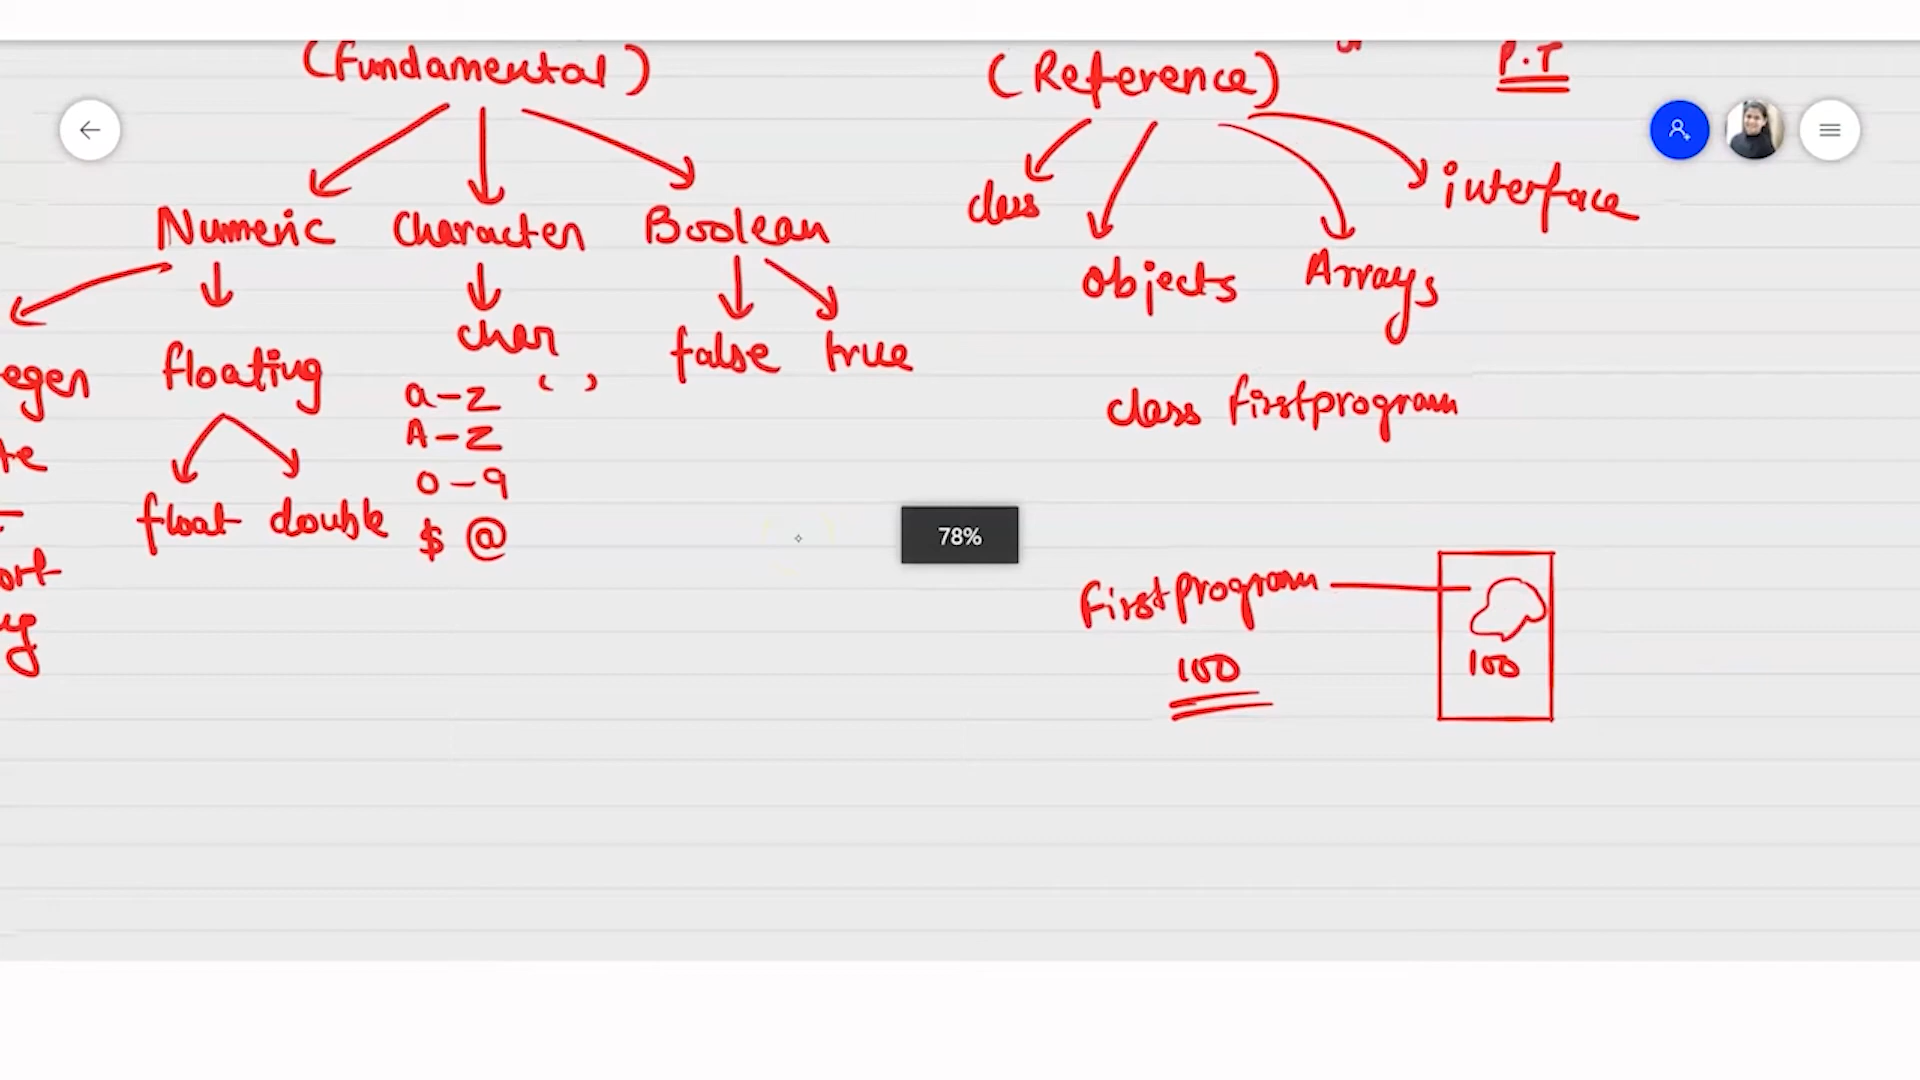 (Fundamental)
(Reference)
P.T
Numeric
Character
Boolean
class
interface
objects
Arrays
char
' '
false
true
floating
a-z
A-Z
0-9
$ @
float
double
class firstprogram
78%
firstprogram
100
100